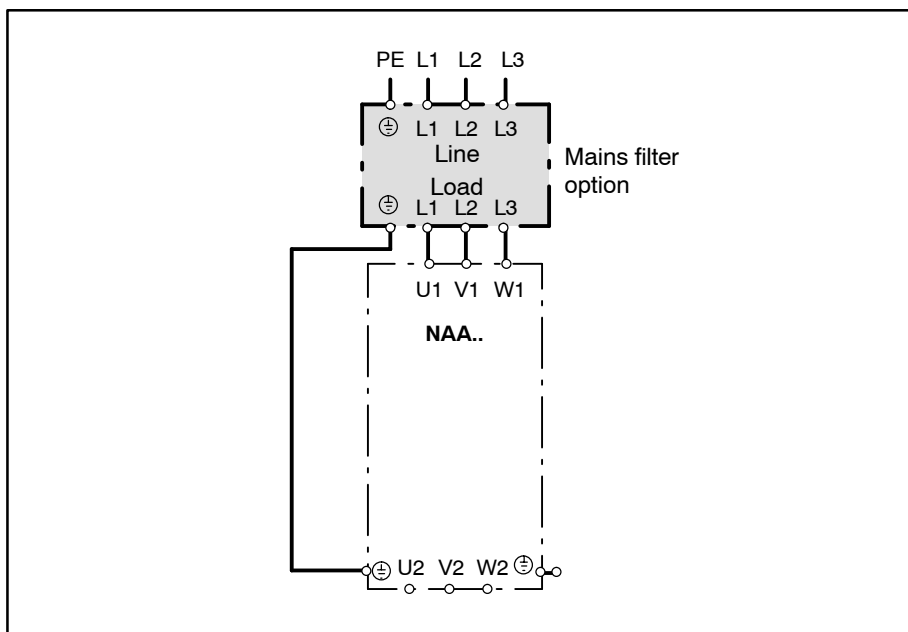 PE L1 L2 L3
L1 L2 L3
Line
Load
L1 L2 L3
Mains filter
option
U1 V1 W1
NAA..
U2 V2 W2